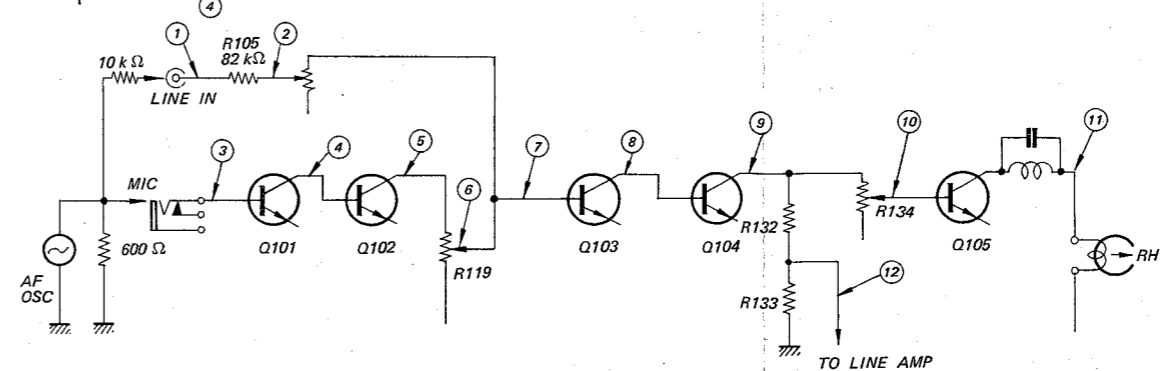 4
1
2
R105
82 kΩ
10 kΩ
LINE IN
3
4
5
6
7
8
9
10
11
MIC
600 Ω
AF
OSC
Q101
Q102
R119
Q103
Q104
R132
R134
Q105
RH
R133
12
TO LINE AMP